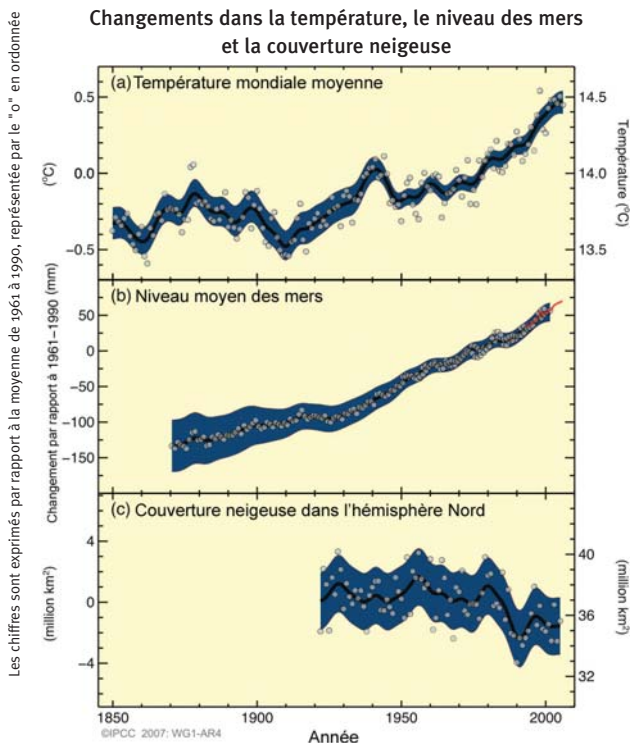 Changements dans la température, le niveau des mers
et la couverture neigeuse
Les chiffres sont exprimés par rapport à la moyenne de 1961 à 1990, représentée par le "o" en ordonnée
(a) Température mondiale moyenne
0.5
0.0
−0.5
(°C)
14.5
14.0
13.5
Température (°C)
(b) Niveau moyen des mers
50
0
−50
−100
−150
Changement par rapport à 1961−1990 (mm)
(c) Couverture neigeuse dans l'hémisphère Nord
4
0
−4
(million km²)
40
36
32
(million km²)
1850
1900
1950
2000
Année
©IPCC 2007: WG1-AR4